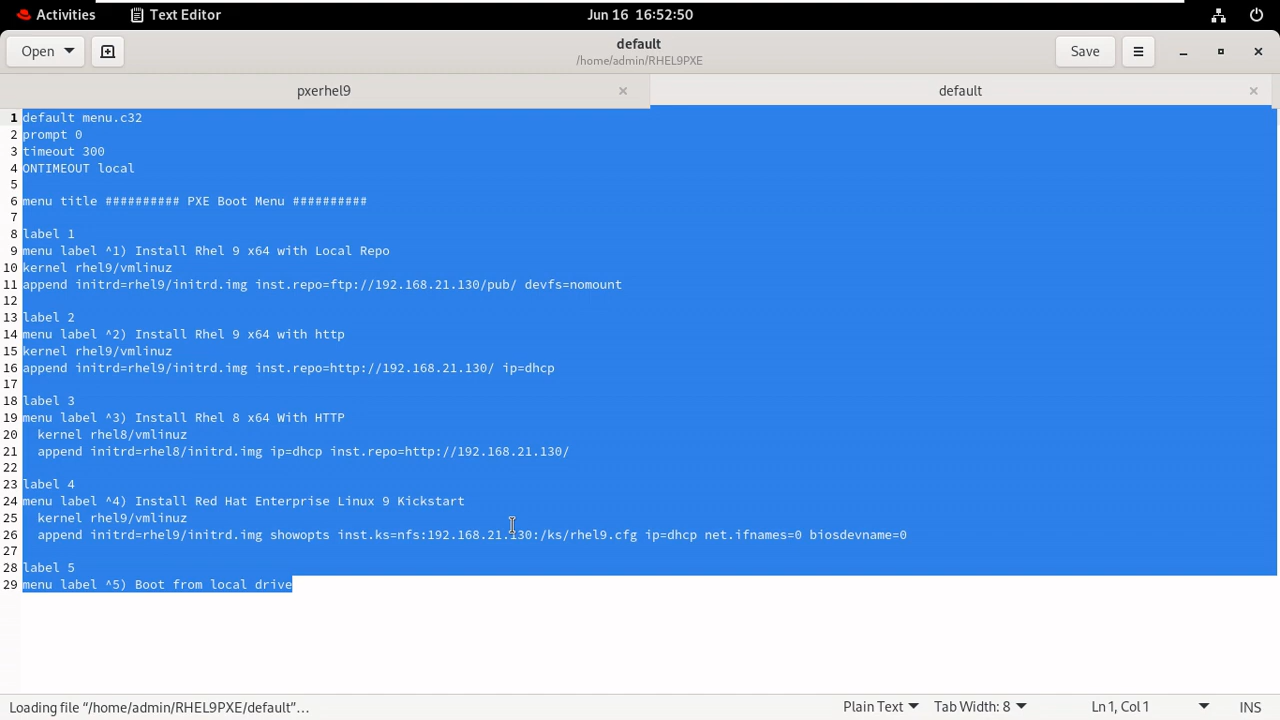 Activities
Text Editor
Jun 16 16:52:50
Open
default
/home/admin/RHEL9PXE
Save
pxerhel9
default
1 default menu.c32
2 prompt 0
3 timeout 300
4 ONTIMEOUT local
5
6 menu title ########## PXE Boot Menu ##########
7
8 label 1
9 menu label ^1) Install Rhel 9 x64 with Local Repo
10 kernel rhel9/vmlinuz
11 append initrd=rhel9/initrd.img inst.repo=ftp://192.168.21.130/pub/ devfs=nomount
12
13 label 2
14 menu label ^2) Install Rhel 9 x64 with http
15 kernel rhel9/vmlinuz
16 append initrd=rhel9/initrd.img inst.repo=http://192.168.21.130/ ip=dhcp
17
18 label 3
19 menu label ^3) Install Rhel 8 x64 With HTTP
20   kernel rhel8/vmlinuz
21   append initrd=rhel8/initrd.img ip=dhcp inst.repo=http://192.168.21.130/
22
23 label 4
24 menu label ^4) Install Red Hat Enterprise Linux 9 Kickstart
25   kernel rhel9/vmlinuz
26   append initrd=rhel9/initrd.img showopts inst.ks=nfs:192.168.21.130:/ks/rhel9.cfg ip=dhcp net.ifnames=0 biosdevname=0
27
28 label 5
29 menu label ^5) Boot from local drive
Loading file “/home/admin/RHEL9PXE/default”…
Plain Text
Tab Width: 8
Ln 1, Col 1
INS